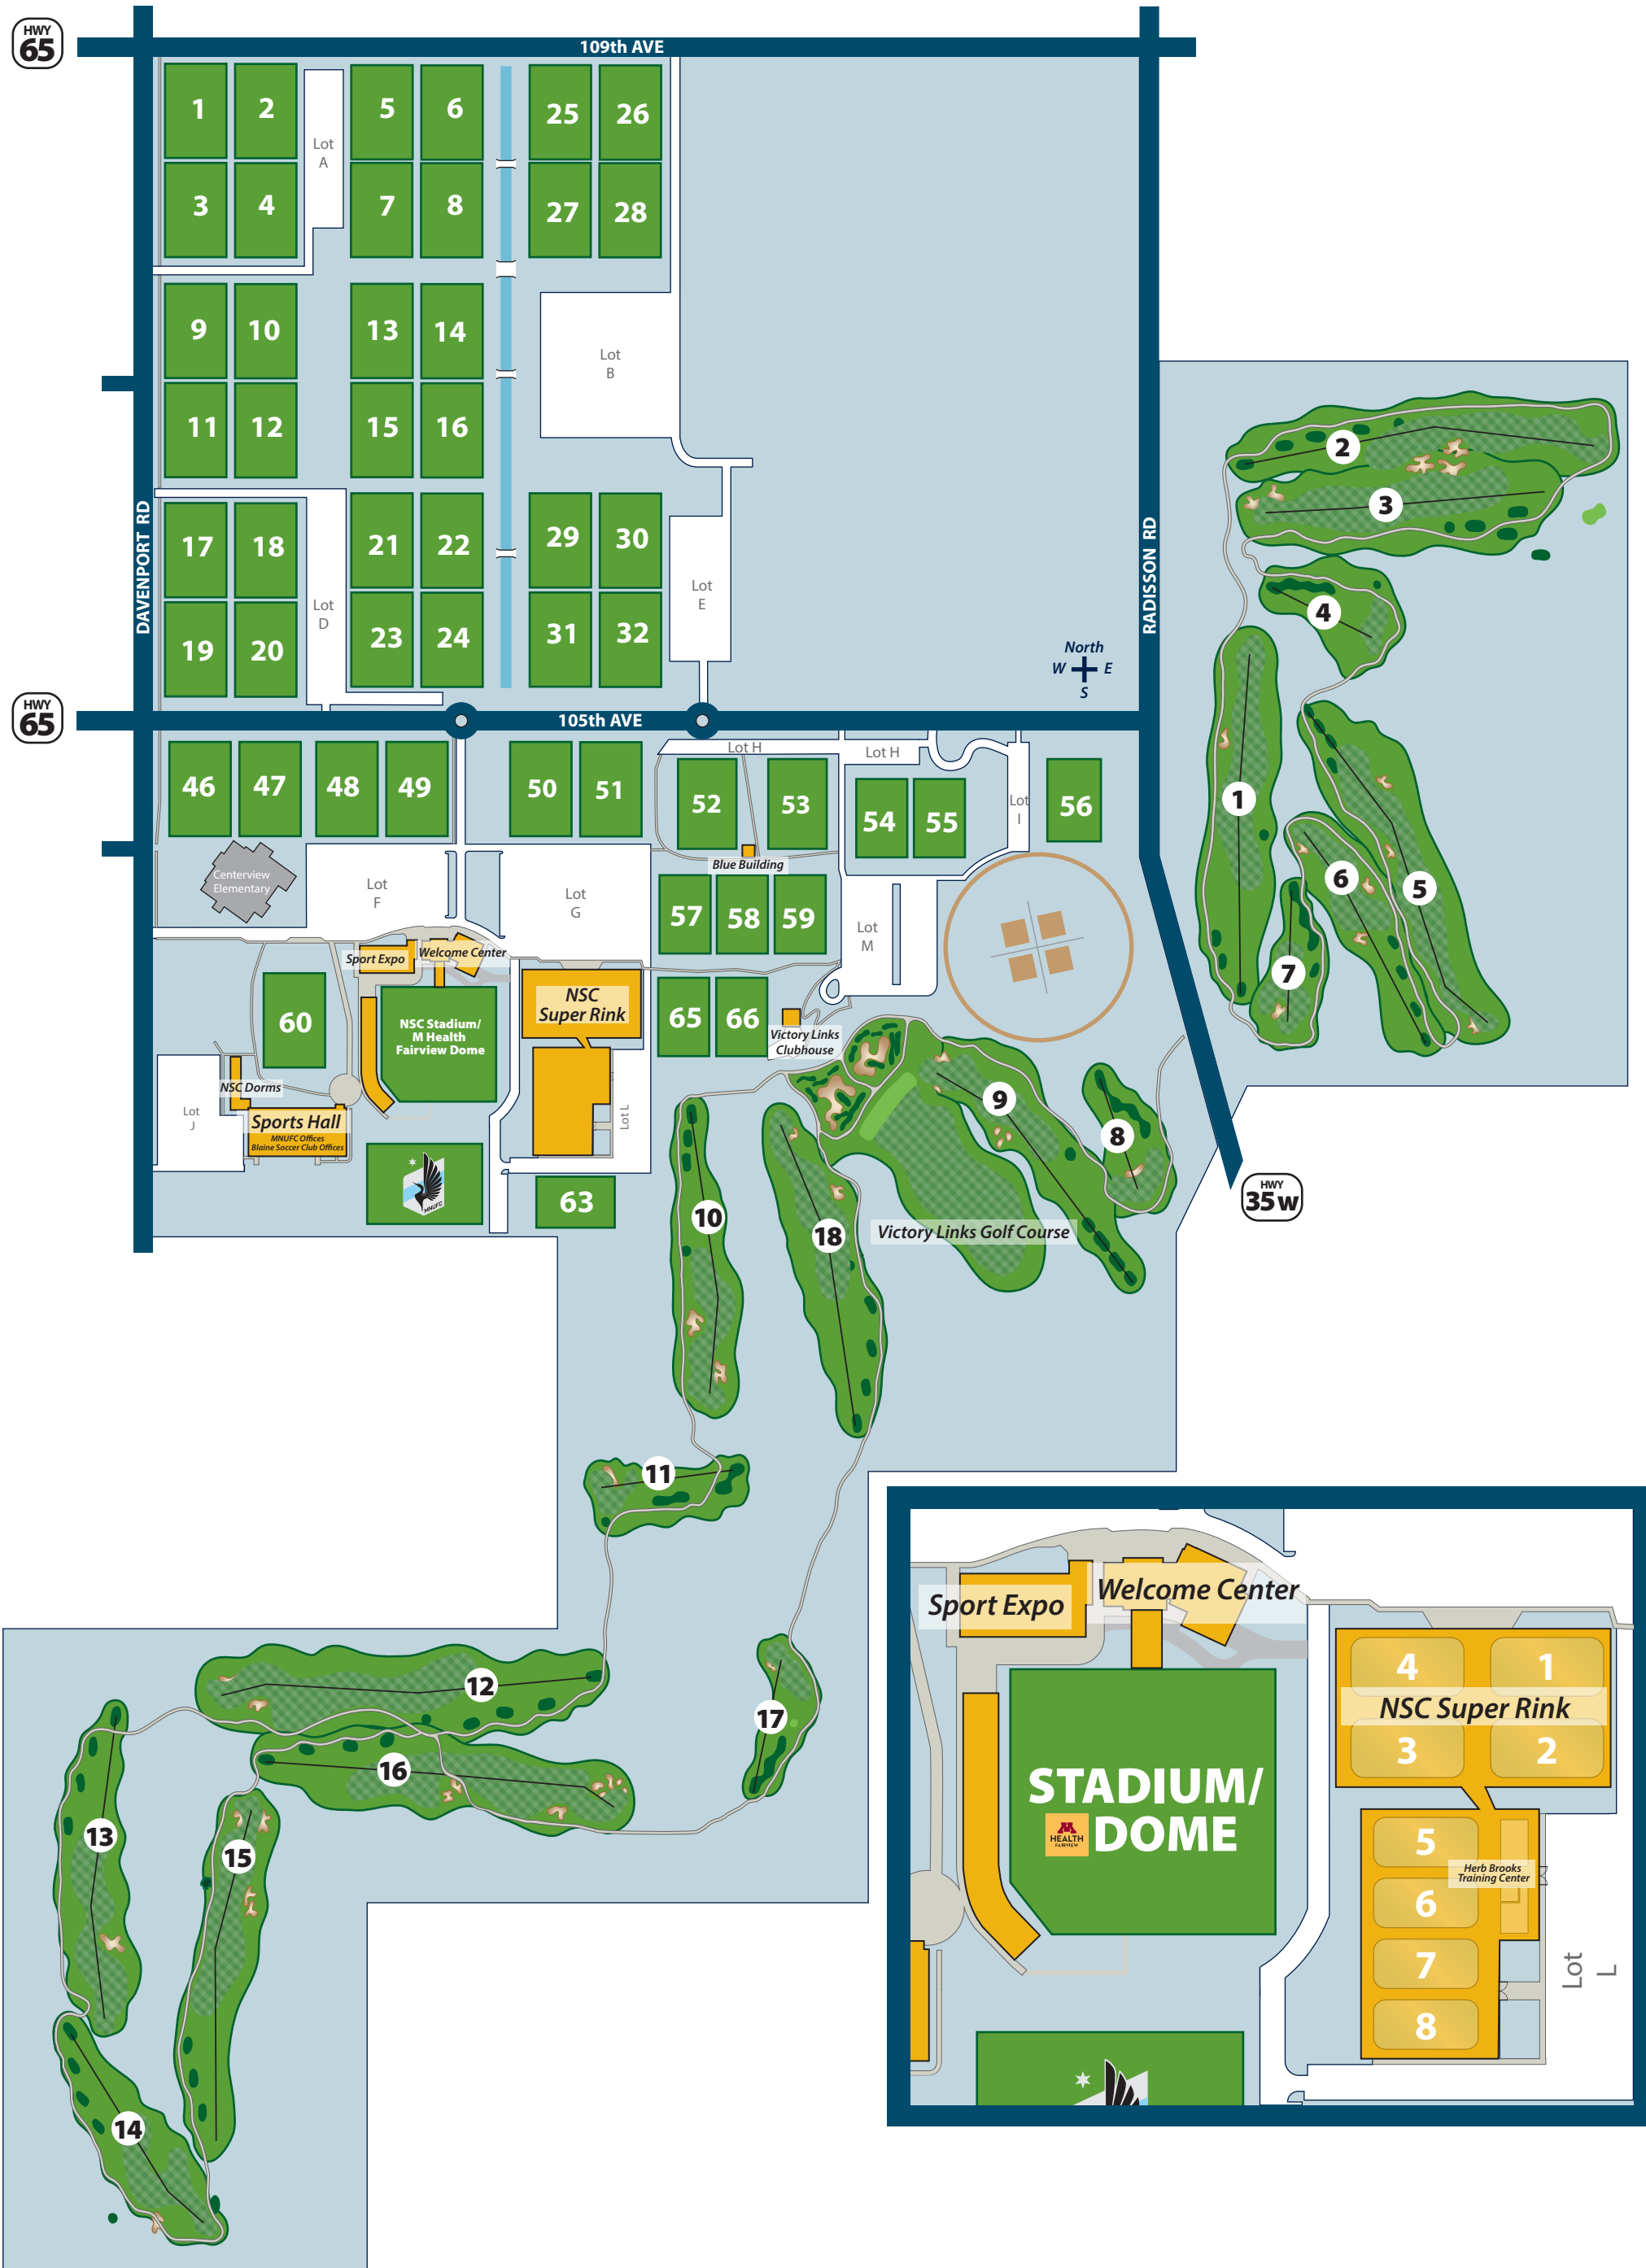 HWY
65
109th AVE
1 2
Lot
A
5 6
25 26
3 4
7 8
27 28
9 10
13 14
Lot
B
11 12
15 16
DAVENPORT RD
RADISSON RD
17 18
21 22
29 30
Lot
E
Lot
D
19 20
23 24
31 32
North
W E
S
HWY
65
105th AVE
Lot H
Lot H
46 47 48 49
50 51
52 53
54 55
Lot
I
56
Blue Building
Centerview
Elementary
Lot
F
Lot
G
57 58 59
Lot
M
Sport Expo
Welcome Center
NSC
Super Rink
60
NSC Stadium/
M Health
Fairview Dome
65 66
Victory Links
Clubhouse
NSC Dorms
Lot
J
Sports Hall
MNUFC Offices
Blaine Soccer Club Offices
Lot L
MNUFC
63
Victory Links Golf Course
HWY
35W
2
3
4
1
5
6
7
9
8
10
18
11
12
17
16
13
15
14
Sport Expo
Welcome Center
4 1
NSC Super Rink
3 2
STADIUM/
DOME
M
HEALTH
FAIRVIEW
5
Herb Brooks
Training Center
6
7
8
Lot
L